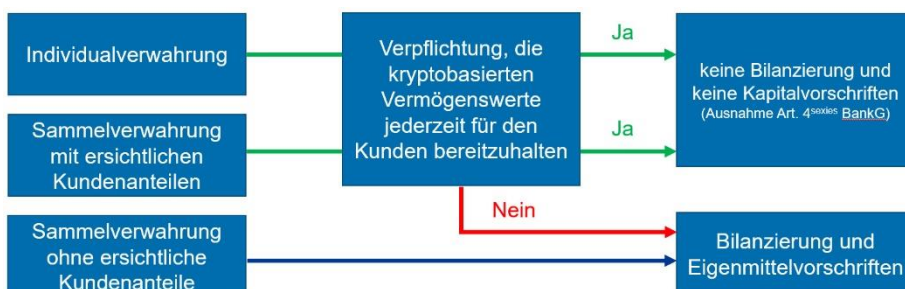 Individualverwahrung
Verpflichtung, die
kryptobasierten
Vermögenswerte
jederzeit für den
Kunden bereitzuhalten
Ja
keine Bilanzierung und
keine Kapitalvorschriften
(Ausnahme Art. 4sexies BankG)
Sammelverwahrung
mit ersichtlichen
Kundenanteilen
Ja
Nein
Sammelverwahrung
ohne ersichtliche
Kundenanteile
Bilanzierung und
Eigenmittelvorschriften